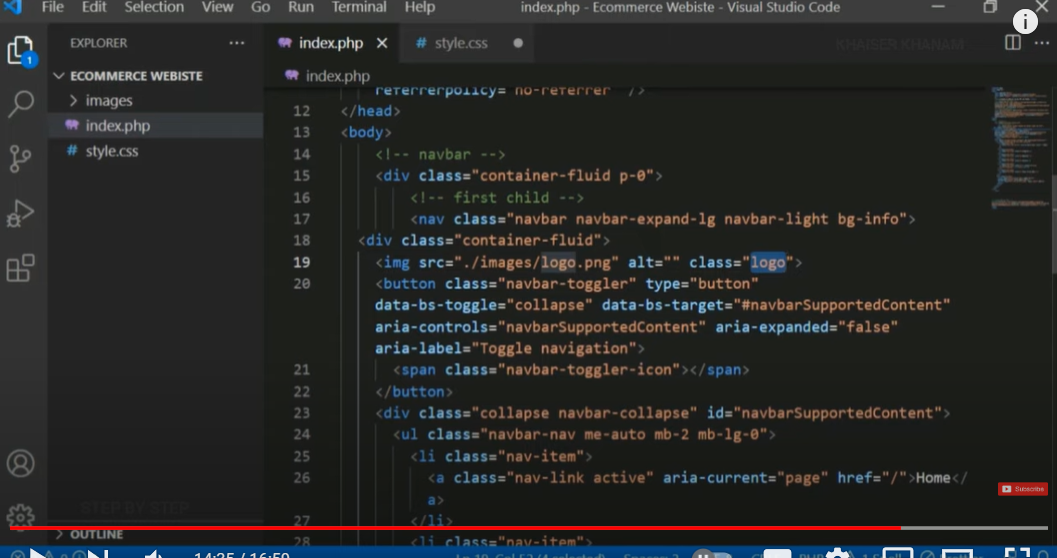 File Edit Selection View Go Run Terminal Help index.php - Ecommerce Webiste - Visual Studio Code
EXPLORER
index.php
style.css
KHAISER KHANAM
1
ECOMMERCE WEBISTE
images
index.php
style.css
index.php
referrerpolicy="no-referrer" />
12 </head>
13 <body>
14 <!-- navbar -->
15 <div class="container-fluid p-0">
16 <!-- first child -->
17 <nav class="navbar navbar-expand-lg navbar-light bg-info">
18 <div class="container-fluid">
19 <img src="./images/logo.png" alt="" class="logo">
20 <button class="navbar-toggler" type="button"
data-bs-toggle="collapse" data-bs-target="#navbarSupportedContent"
aria-controls="navbarSupportedContent" aria-expanded="false"
aria-label="Toggle navigation">
21 <span class="navbar-toggler-icon"></span>
22 </button>
23 <div class="collapse navbar-collapse" id="navbarSupportedContent">
24 <ul class="navbar-nav me-auto mb-2 mb-lg-0">
25 <li class="nav-item">
26 <a class="nav-link active" aria-current="page" href="/">Home</
a>
27 </li>
28 <li class="nav-item">
Subscribe
STEP BY STEP
OUTLINE
14:25 / 16:59